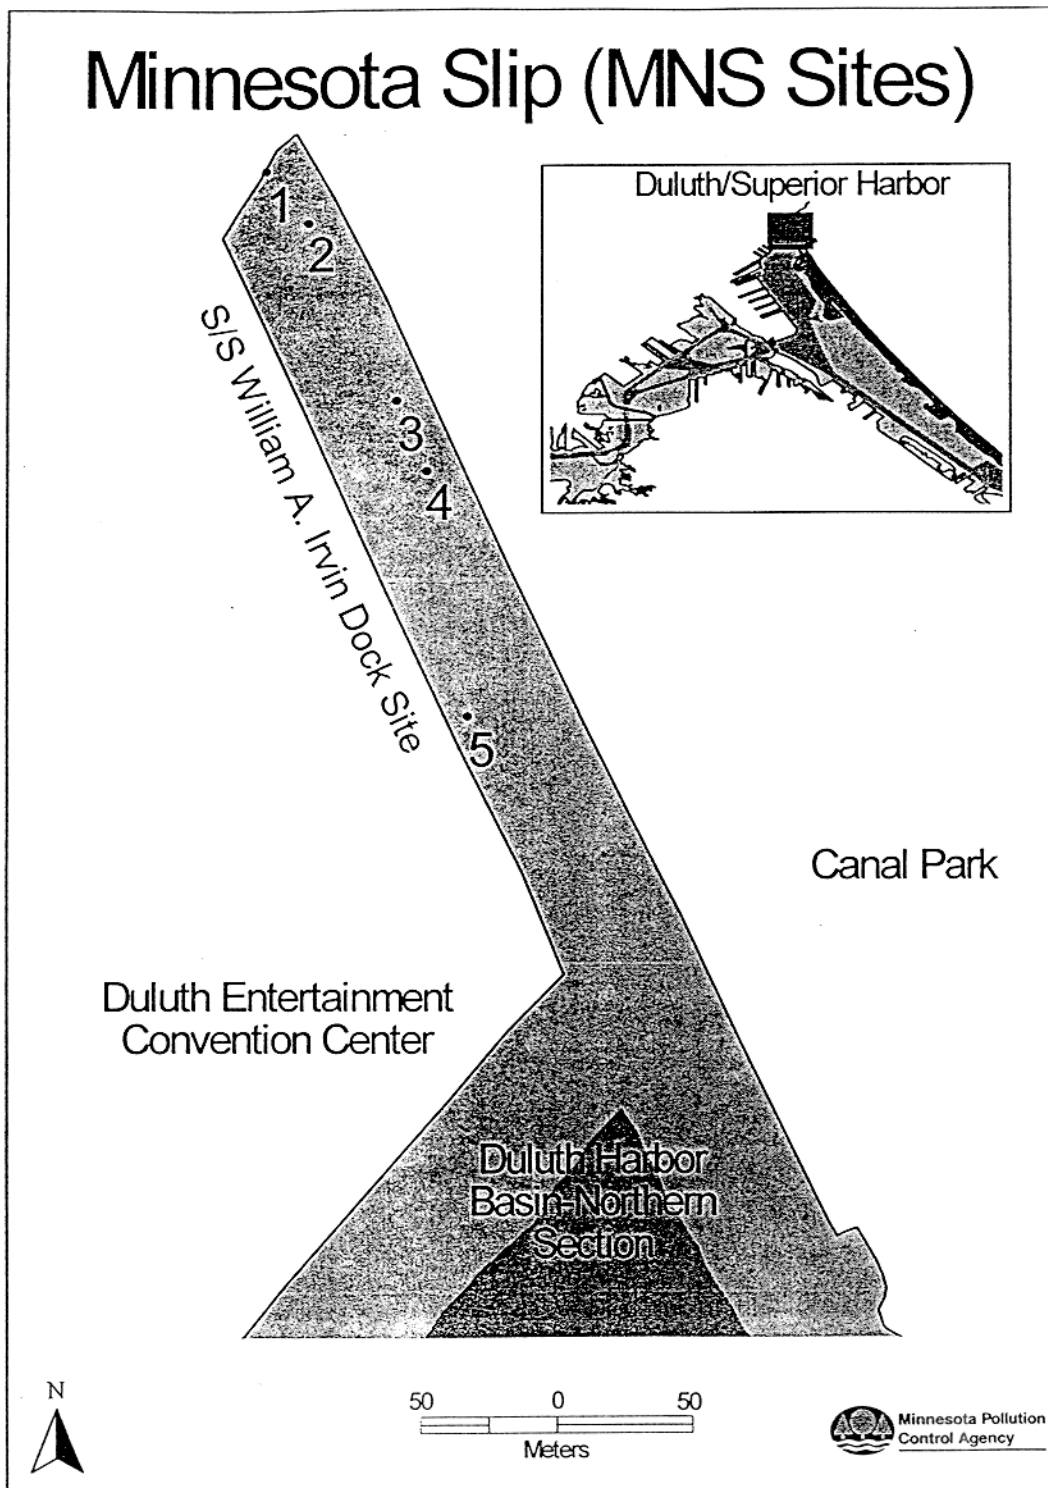 Minnesota Slip (MNS Sites)
Duluth/Superior Harbor
1
2
S/S William A. Irvin Dock Site
3
4
5
Canal Park
Duluth Entertainment
Convention Center
Duluth Harbor
Basin-Northern
Section
N
50 0 50
Meters
Minnesota Pollution
Control Agency